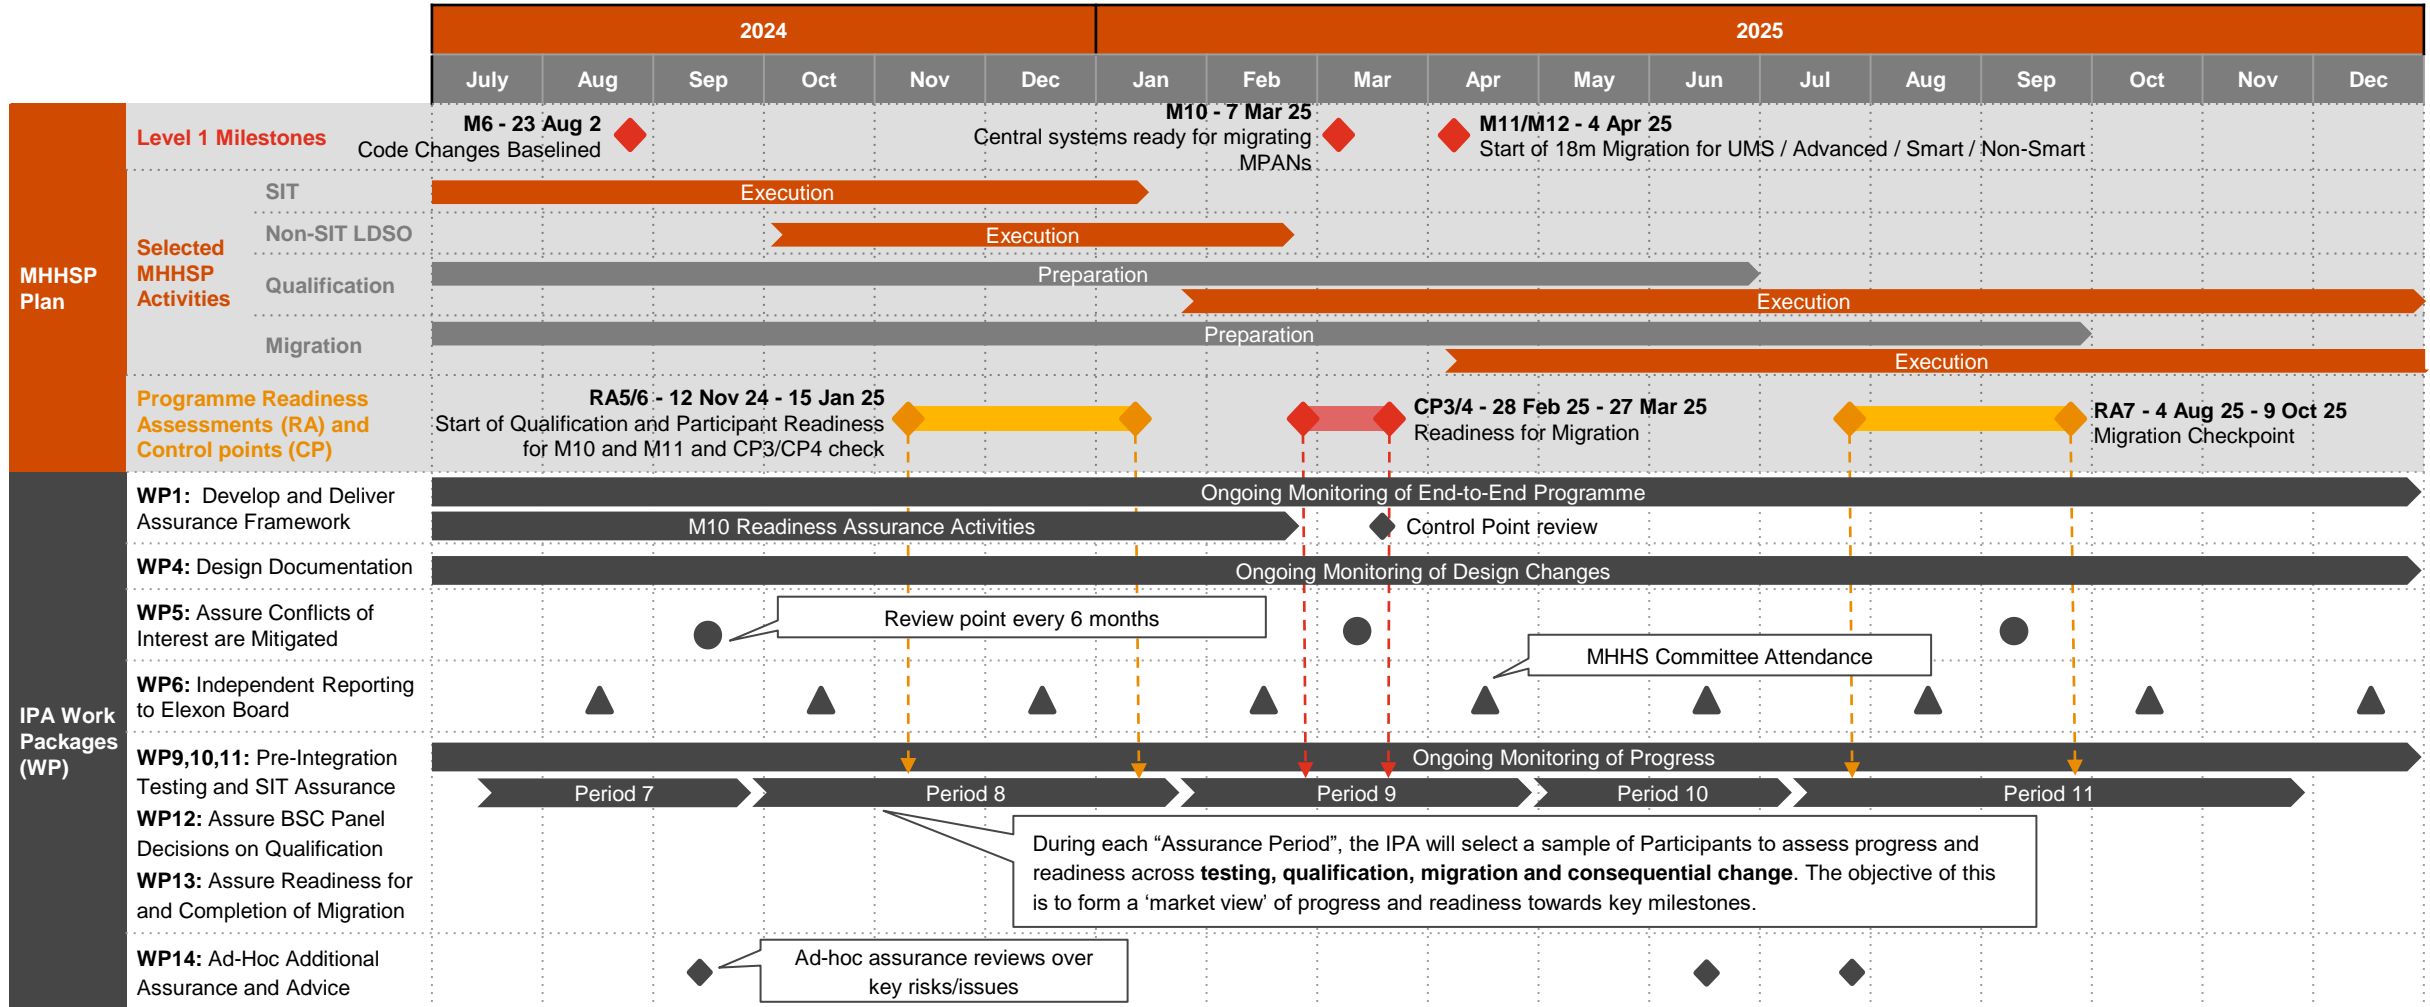 2024
2025
July
Aug
Sep
Oct
Nov
Dec
Jan
Feb
Mar
Apr
May
Jun
Jul
Aug
Sep
Oct
Nov
Dec
MHHSP
Plan
Level 1 Milestones
M6 - 23 Aug 2
Code Changes Baselined
M10 - 7 Mar 25
Central systems ready for migrating
MPANs
M11/M12 - 4 Apr 25
Start of 18m Migration for UMS / Advanced / Smart / Non-Smart
Selected
MHHSP
Activities
SIT
Execution
Non-SIT LDSO
Execution
Qualification
Preparation
Execution
Migration
Preparation
Execution
Programme Readiness
Assessments (RA) and
Control points (CP)
RA5/6 - 12 Nov 24 - 15 Jan 25
Start of Qualification and Participant Readiness
for M10 and M11 and CP3/CP4 check
CP3/4 - 28 Feb 25 - 27 Mar 25
Readiness for Migration
RA7 - 4 Aug 25 - 9 Oct 25
Migration Checkpoint
IPA Work
Packages
(WP)
WP1: Develop and Deliver
Assurance Framework
Ongoing Monitoring of End-to-End Programme
M10 Readiness Assurance Activities
Control Point review
WP4: Design Documentation
Ongoing Monitoring of Design Changes
WP5: Assure Conflicts of
Interest are Mitigated
Review point every 6 months
WP6: Independent Reporting
to Elexon Board
MHHS Committee Attendance
WP9,10,11: Pre-Integration
Testing and SIT Assurance
Ongoing Monitoring of Progress
Period 7
Period 8
Period 9
Period 10
Period 11
WP12: Assure BSC Panel
Decisions on Qualification
WP13: Assure Readiness for
and Completion of Migration
During each “Assurance Period”, the IPA will select a sample of Participants to assess progress and
readiness across testing, qualification, migration and consequential change. The objective of this
is to form a ‘market view’ of progress and readiness towards key milestones.
WP14: Ad-Hoc Additional
Assurance and Advice
Ad-hoc assurance reviews over
key risks/issues